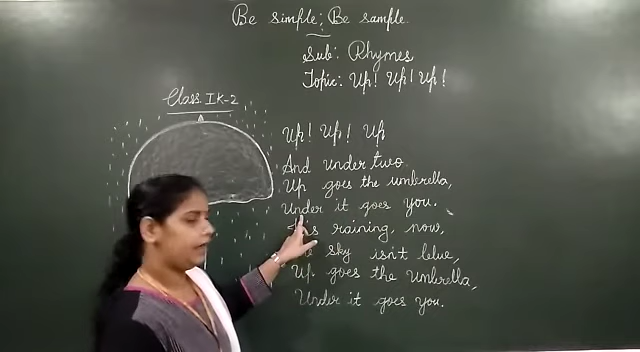 Be simple; Be sample.
Sub: Rhymes
Topic: Up! Up! Up!
Class: IK-2
Up! Up! Up
And under two.
Up goes the umbrella,
Under it goes you.
raining, now,
sky isn't blue,
Up goes the Umbrella,
Under it goes you.